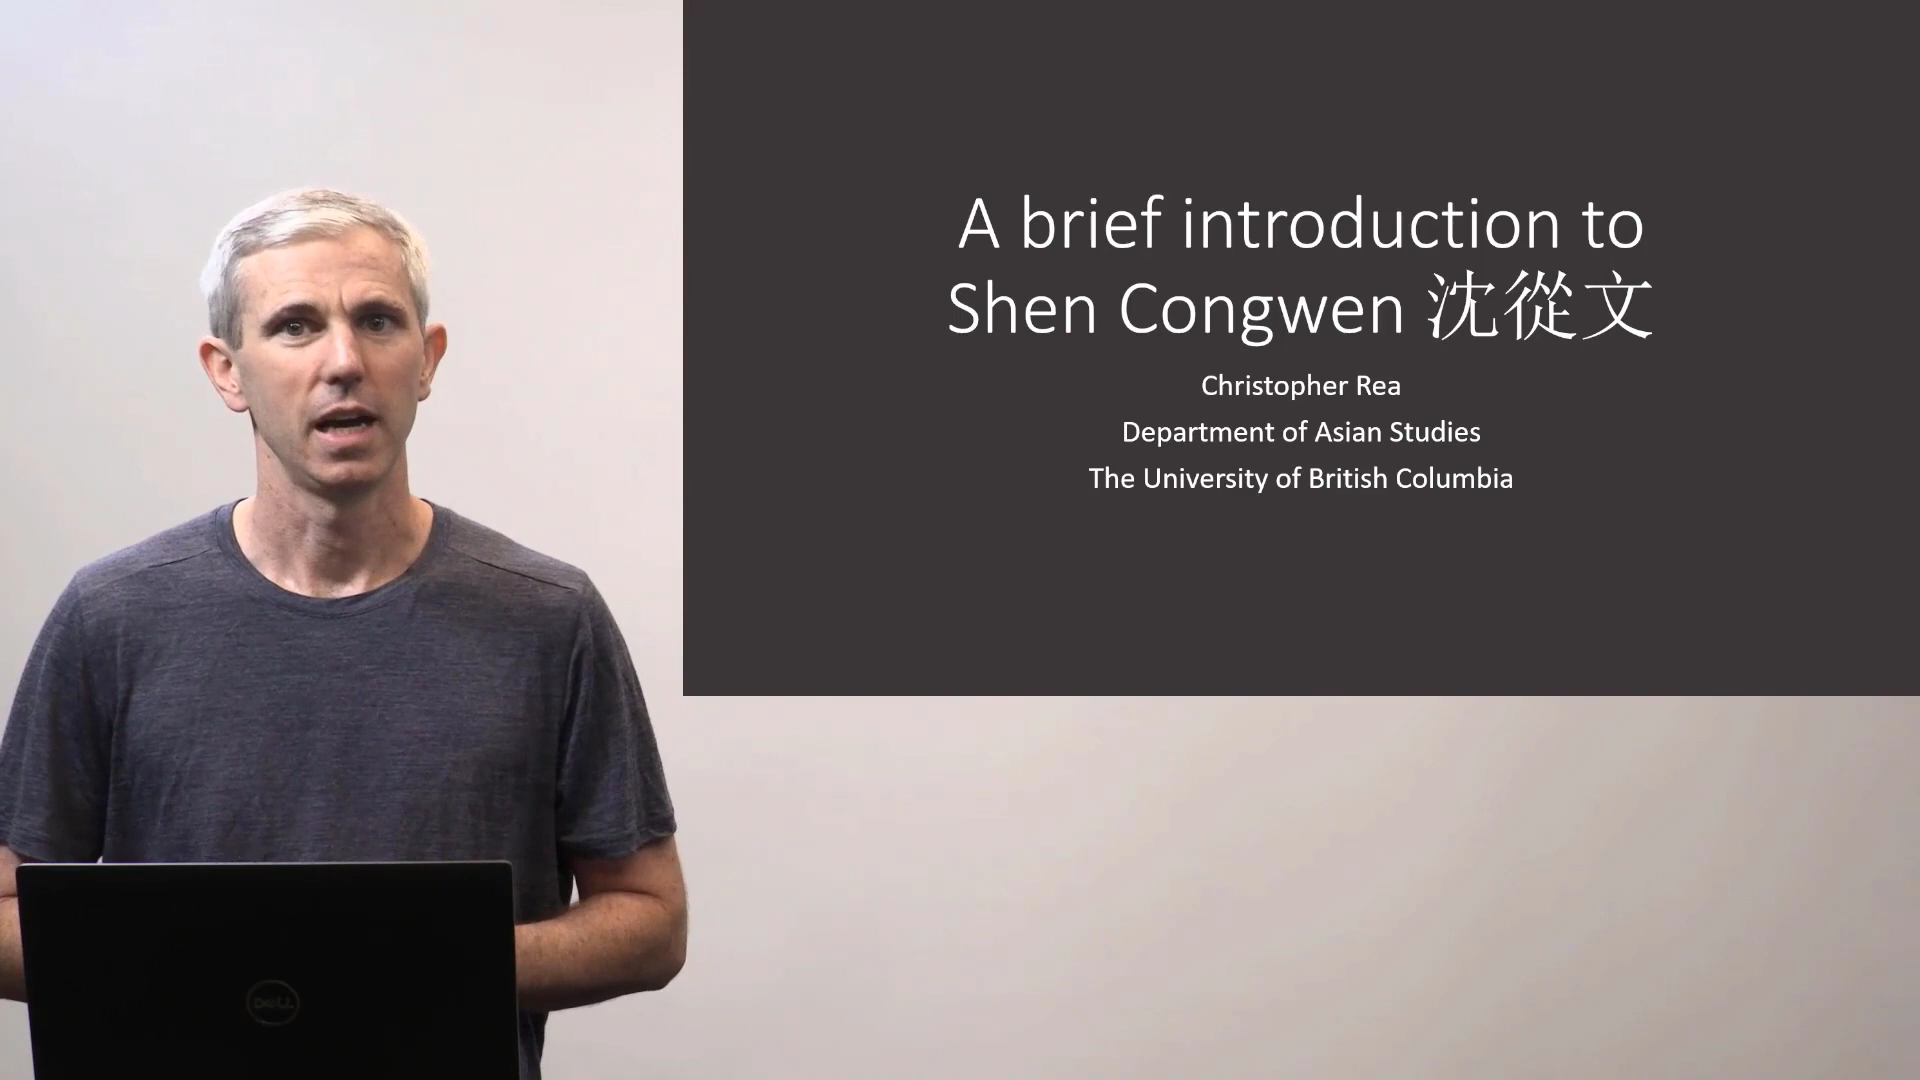 A brief introduction to
Shen Congwen 沈從文
Christopher Rea
Department of Asian Studies
The University of British Columbia
DELL